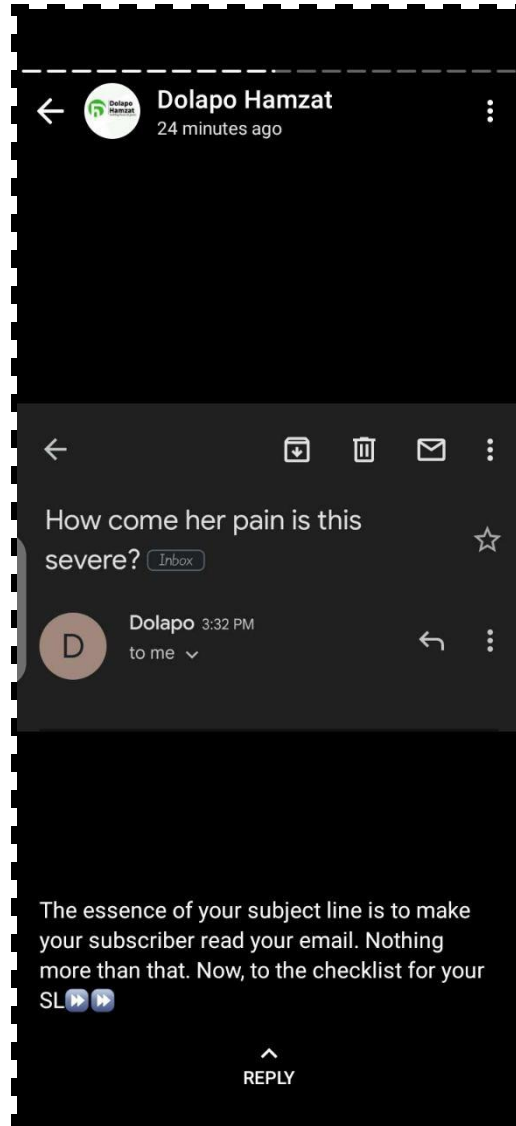 Dolapo Hamzat
24 minutes ago
Dolapo
Hamzat
How come her pain is this
severe? Inbox
D
Dolapo 3:32 PM
to me
The essence of your subject line is to make
your subscriber read your email. Nothing
more than that. Now, to the checklist for your
SL⏩⏩
REPLY